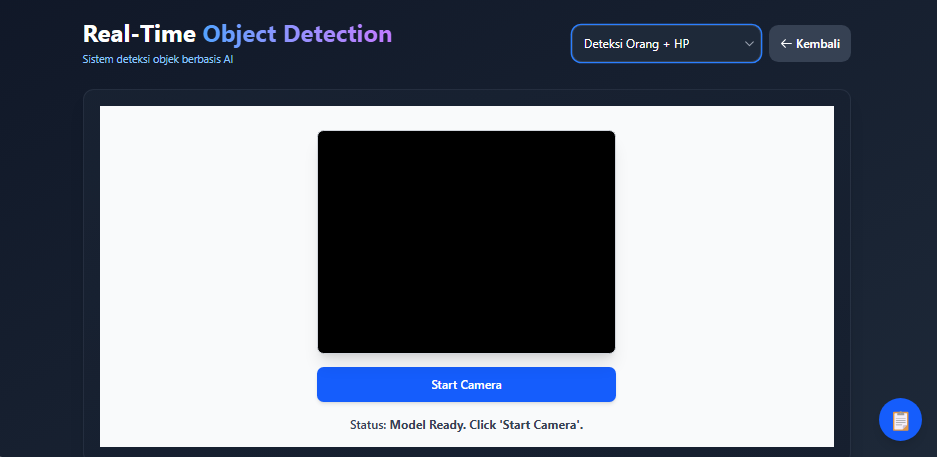 Real-Time Object Detection
Sistem deteksi objek berbasis AI
Deteksi Orang + HP
← Kembali
Start Camera
Status: Model Ready. Click 'Start Camera'.